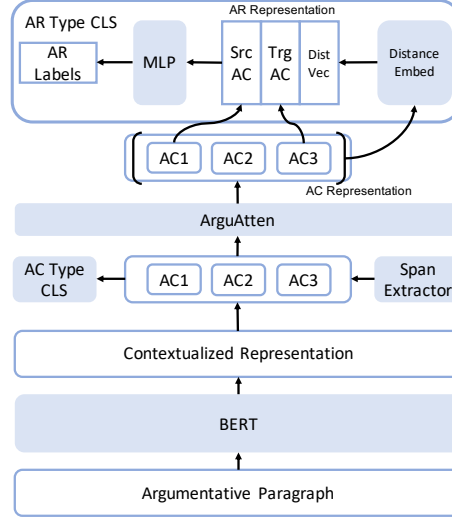 AR Representation
AR Type CLS
AR
Labels
MLP
Src
AC
Trg
AC
Dist
Vec
Distance
Embed
AC1
AC2
AC3
AC Representation
ArguAtten
AC Type
CLS
AC1
AC2
AC3
Span
Extractor
Contextualized Representation
BERT
Argumentative Paragraph